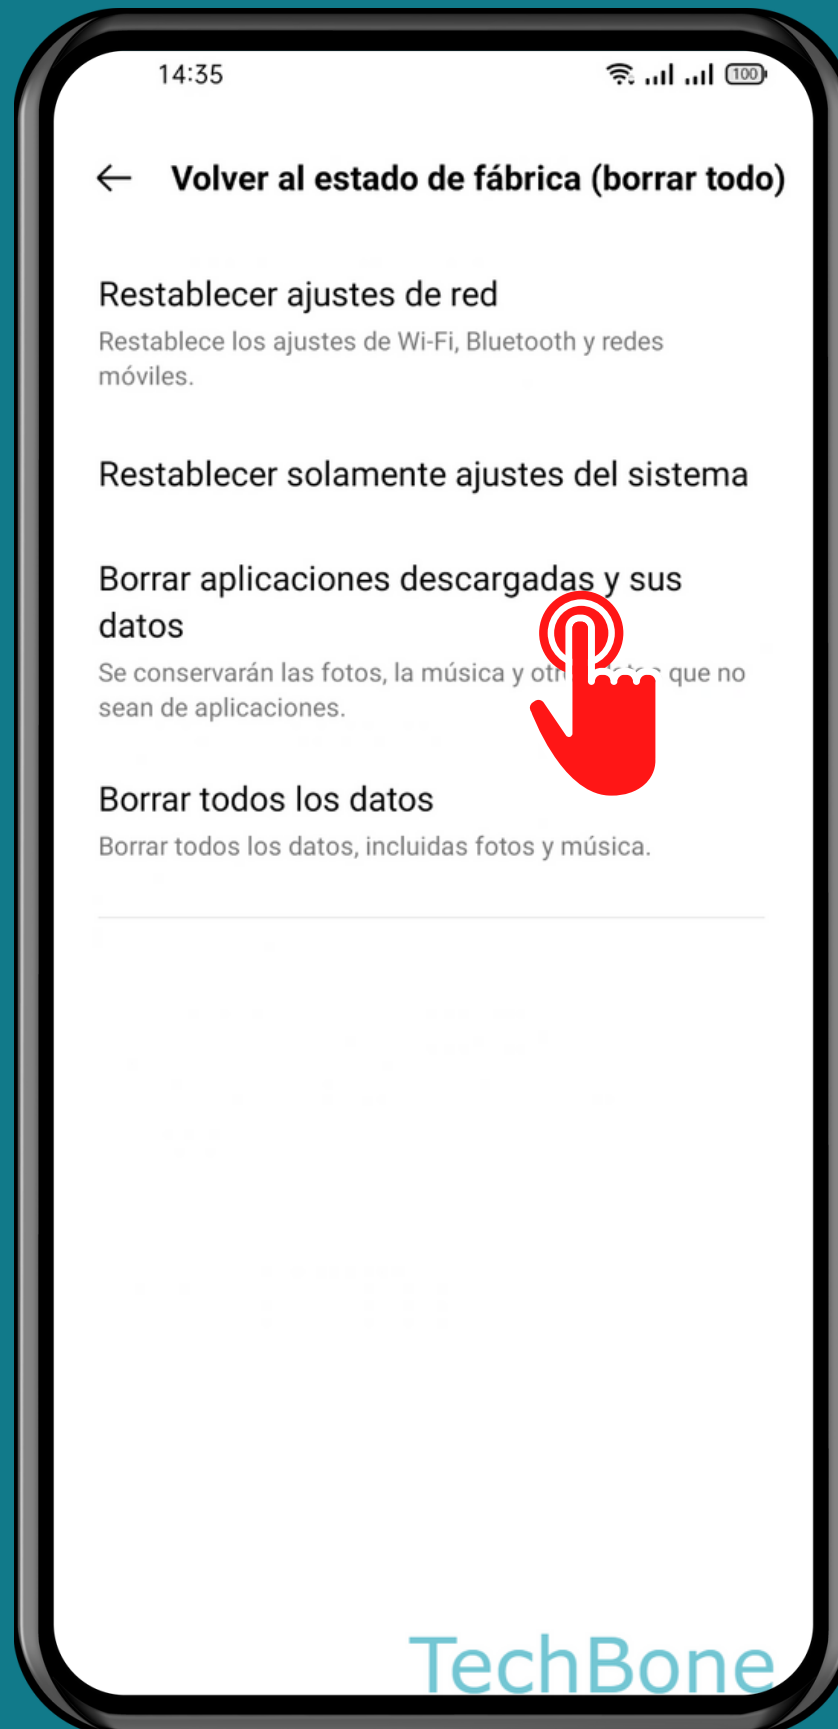 14:35
100
Volver al estado de fábrica (borrar todo)
Restablecer ajustes de red
Restablece los ajustes de Wi-Fi, Bluetooth y redes
móviles.
Restablecer solamente ajustes del sistema
Borrar aplicaciones descargadas y sus
datos
Se conservarán las fotos, la música y que no
sean de aplicaciones.
Borrar todos los datos
Borrar todos los datos, incluidas fotos y música.
TechBone